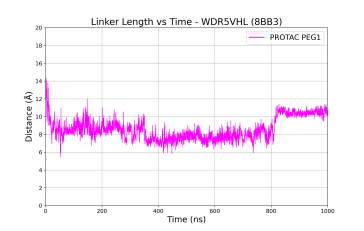 Linker Length vs Time - WDR5VHL (8BB3)
PROTAC PEG1
Distance (Å)
20
18
16
14
12
10
8
6
4
2
0
0 200 400 600 800 1000
Time (ns)